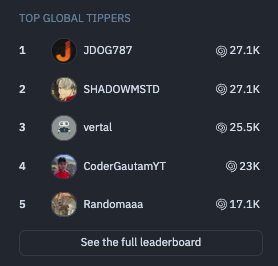 TOP GLOBAL TIPPERS
1 JDOG787 27.1K
2 SHADOWMSTD 27.1K
3 vertal 25.5K
4 CoderGautamYT 23K
5 Randomaaa 17.1K
See the full leaderboard